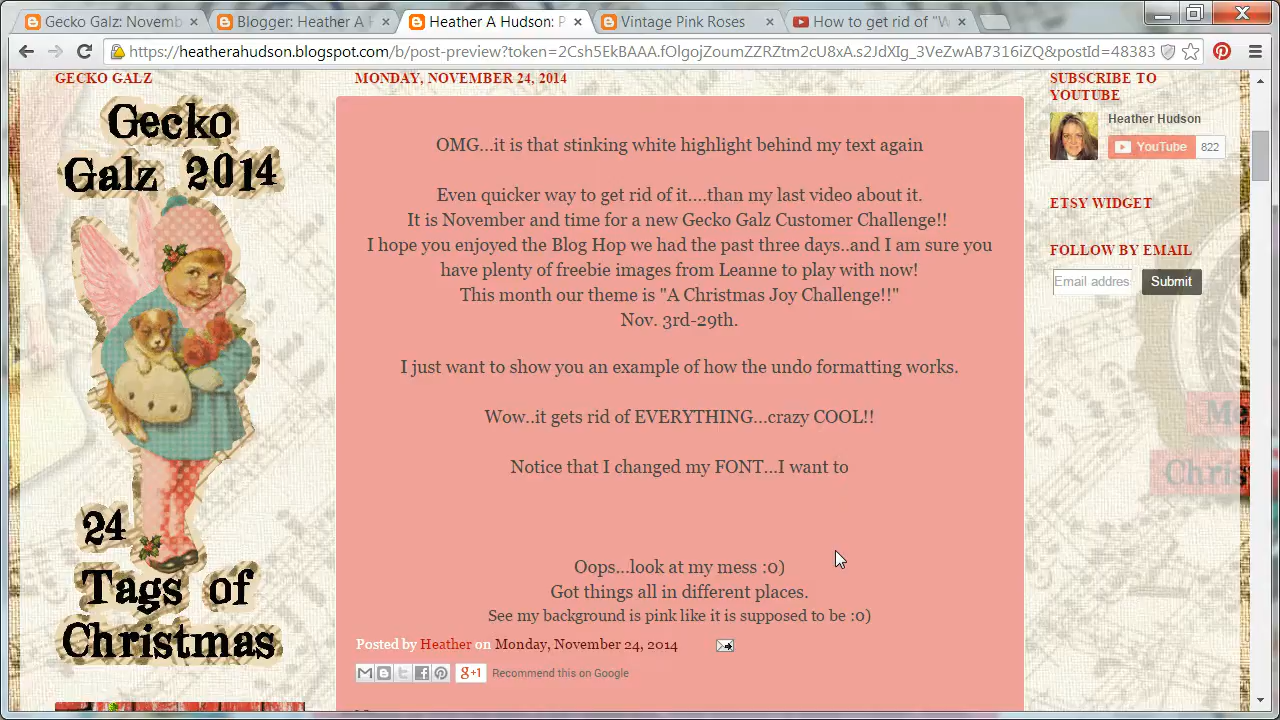 Gecko Galz: Novemb
Blogger: Heather A H
Heather A Hudson: P
Vintage Pink Roses
How to get rid of "W
https://heatherahudson.blogspot.com/b/post-preview?token=2Csh5EkBAAA.fOlgojZoumZZRZtm2oU8xA.s2JdXIg_3VeZwAB7316iZQ&postId=48383
GECKO GALZ
Gecko
Galz 2014
24
Tags of
Christmas
MONDAY, NOVEMBER 24, 2014
OMG...it is that stinking white highlight behind my text again
Even quicker way to get rid of it....than my last video about it.
It is November and time for a new Gecko Galz Customer Challenge!!
I hope you enjoyed the Blog Hop we had the past three days..and I am sure you
have plenty of freebie images from Leanne to play with now!
This month our theme is "A Christmas Joy Challenge!!"
Nov. 3rd-29th.
I just want to show you an example of how the undo formatting works.
Wow..it gets rid of EVERYTHING...crazy COOL!!
Notice that I changed my FONT...I want to
Oops...look at my mess :0)
Got things all in different places.
See my background is pink like it is supposed to be :0)
Posted by Heather on Monday, November 24, 2014
g+1 Recommend this on Google
SUBSCRIBE TO
YOUTUBE
Heather Hudson
YouTube 822
ETSY WIDGET
FOLLOW BY EMAIL
Email addres Submit
Me
Christ